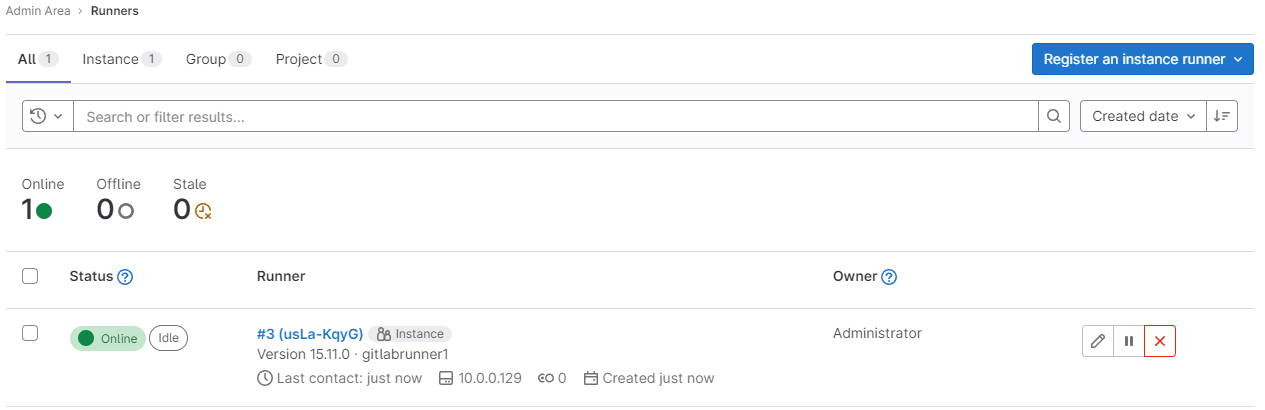 Admin Area › Runners
All 1 Instance 1 Group 0 Project 0 Register an instance runner
Search or filter results... Created date
Online Offline Stale
1 0 0
Status Runner Owner
Online Idle #3 (usLa-KqyG) Instance Administrator
Version 15.11.0 · gitlabrunner1
Last contact: just now 10.0.0.129 0 Created just now